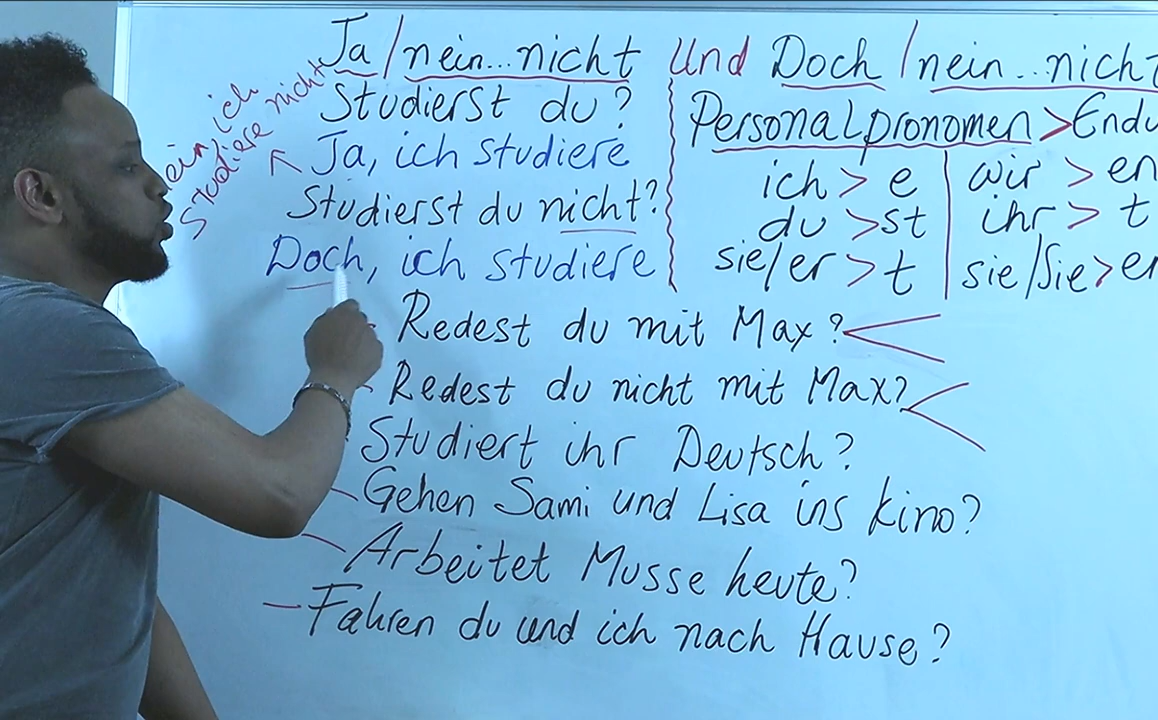 Ja/nein...nicht und Doch/nein...nicht
ich
studiere nicht
Studierst du?
Ja, ich studiere
Studierst du nicht?
Doch, ich studiere
Personalpronomen >
ich > e
du >st
sie/er > t
wir > en
ihr > t
sie/Sie>
Redest du mit Max?
Redest du nicht mit Max?
Studiert ihr Deutsch?
Gehen Sami und Lisa ins kino?
Arbeitet Musse heute?
Fahren du und ich nach Hause?